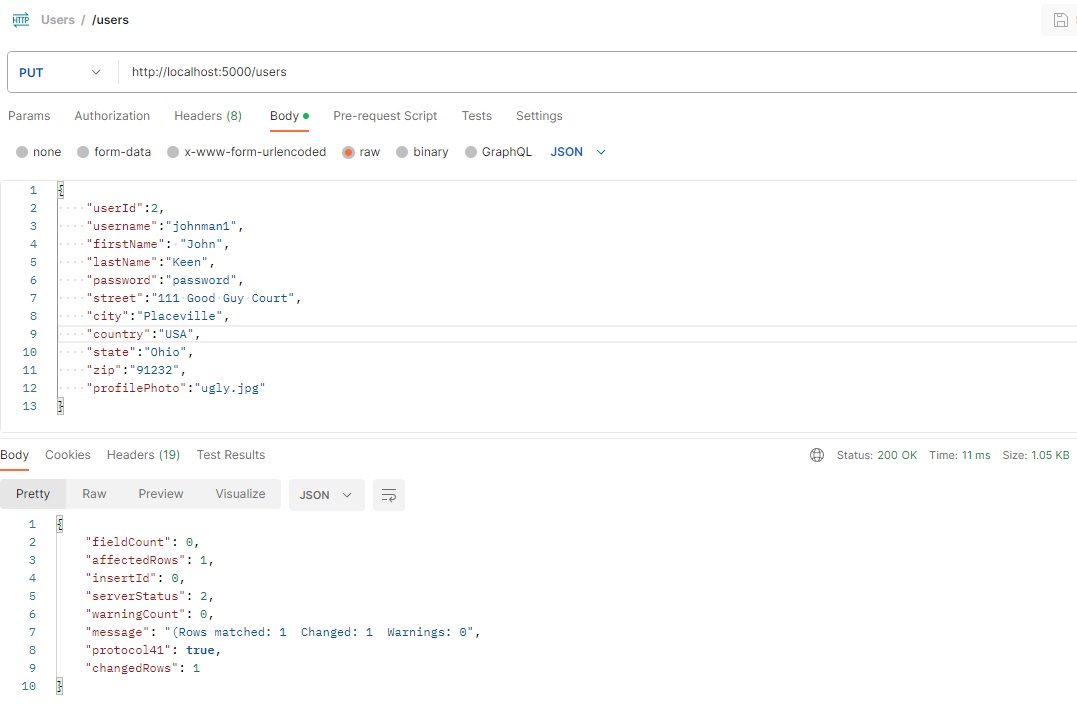 HTTP Users / /users
PUT http://localhost:5000/users
Params Authorization Headers (8) Body Pre-request Script Tests Settings
none form-data x-www-form-urlencoded raw binary GraphQL JSON
1 {
2 "userId":2,
3 "username":"johnman1",
4 "firstName": "John",
5 "lastName":"Keen",
6 "password":"password",
7 "street":"111 Good Guy Court",
8 "city":"Placeville",
9 "country":"USA",
10 "state":"Ohio",
11 "zip":"91232",
12 "profilePhoto":"ugly.jpg"
13 }
Body Cookies Headers (19) Test Results Status: 200 OK Time: 11 ms Size: 1.05 KB
Pretty Raw Preview Visualize JSON
1 {
2 "fieldCount": 0,
3 "affectedRows": 1,
4 "insertId": 0,
5 "serverStatus": 2,
6 "warningCount": 0,
7 "message": "(Rows matched: 1  Changed: 1  Warnings: 0",
8 "protocol41": true,
9 "changedRows": 1
10 }